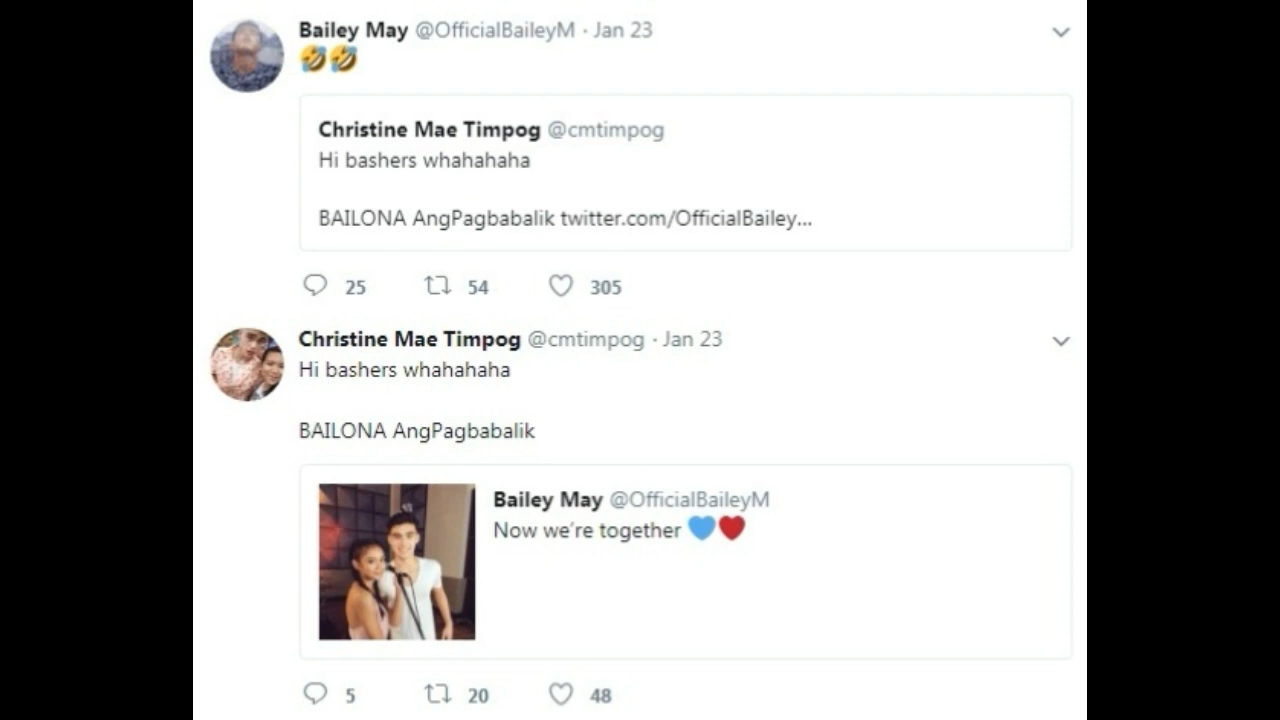 Bailey May @OfficialBaileyM · Jan 23
🤣🤣
Christine Mae Timpog @cmtimpog
Hi bashers whahahaha
BAILONA AngPagbabalik twitter.com/OfficialBailey...
25 54 305
Christine Mae Timpog @cmtimpog · Jan 23
Hi bashers whahahaha
BAILONA AngPagbabalik
Bailey May @OfficialBaileyM
Now we're together 💙❤️
5 20 48